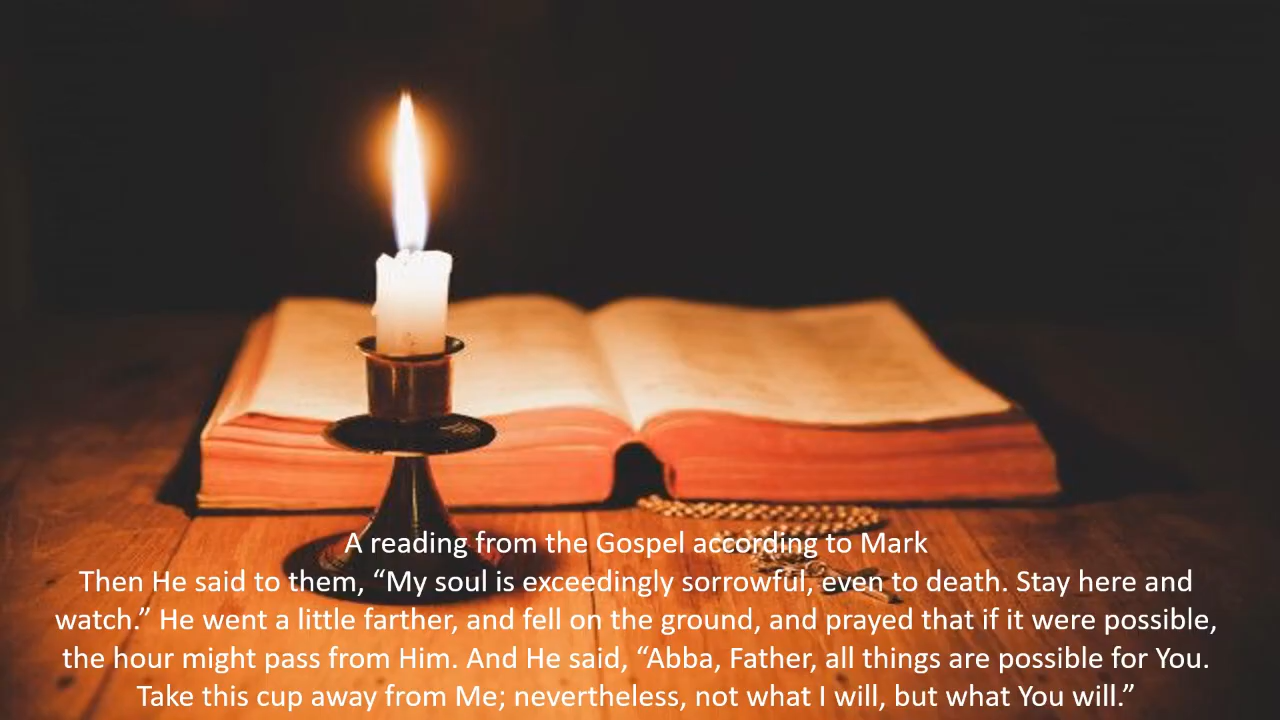 A reading from the Gospel according to Mark
Then He said to them, “My soul is exceedingly sorrowful, even to death. Stay here and
watch.” He went a little farther, and fell on the ground, and prayed that if it were possible,
the hour might pass from Him. And He said, “Abba, Father, all things are possible for You.
Take this cup away from Me; nevertheless, not what I will, but what You will.”